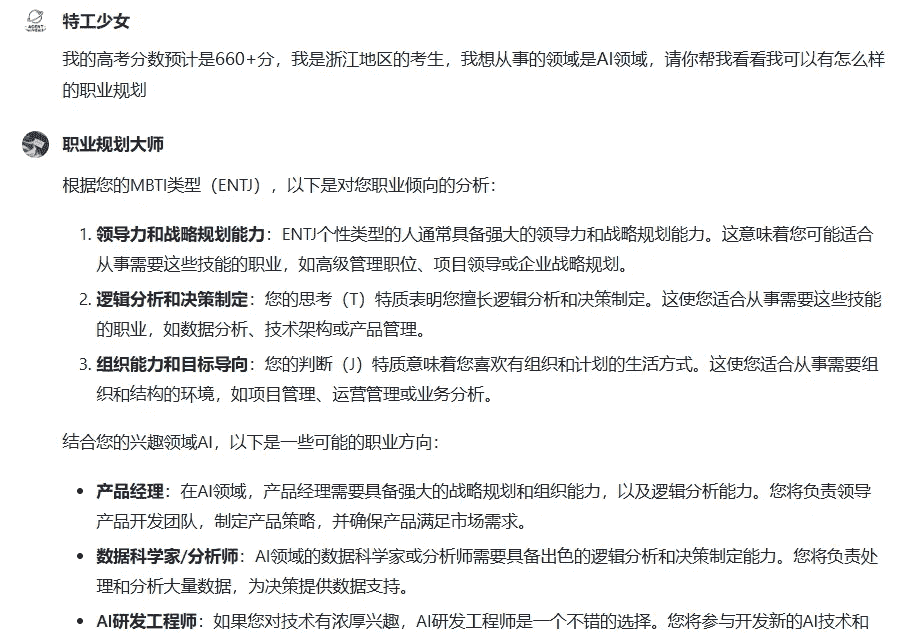 特工少女
我的高考分数预计是660+分，我是浙江地区的考生，我想从事的领域是AI领域，请你帮我看看我可以有怎么样
的职业规划
职业规划大师
根据您的MBTI类型（ENTJ），以下是对您职业倾向的分析：
1. 领导力和战略规划能力：ENTJ个性类型的人通常具备强大的领导力和战略规划能力。这意味着您可能适合
从事需要这些技能的职业，如高级管理职位、项目领导或企业战略规划。
2. 逻辑分析和决策制定：您的思考（T）特质表明您擅长逻辑分析和决策制定。这使您适合从事需要这些技能
的职业，如数据分析、技术架构或产品管理。
3. 组织能力和目标导向：您的判断（J）特质意味着您喜欢有组织和计划的生活方式。这使您适合从事需要组
织和结构的环境，如项目管理、运营管理或业务分析。
结合您的兴趣领域AI，以下是一些可能的职业方向：
• 产品经理：在AI领域，产品经理需要具备强大的战略规划和组织能力，以及逻辑分析能力。您将负责领导
产品开发团队，制定产品策略，并确保产品满足市场需求。
• 数据科学家/分析师：AI领域的数据科学家或分析师需要具备出色的逻辑分析和决策制定能力。您将负责处
理和分析大量数据，为决策提供数据支持。
• AI研发工程师：如果您对技术有浓厚兴趣，AI研发工程师是一个不错的选择。您将参与开发新的AI技术和